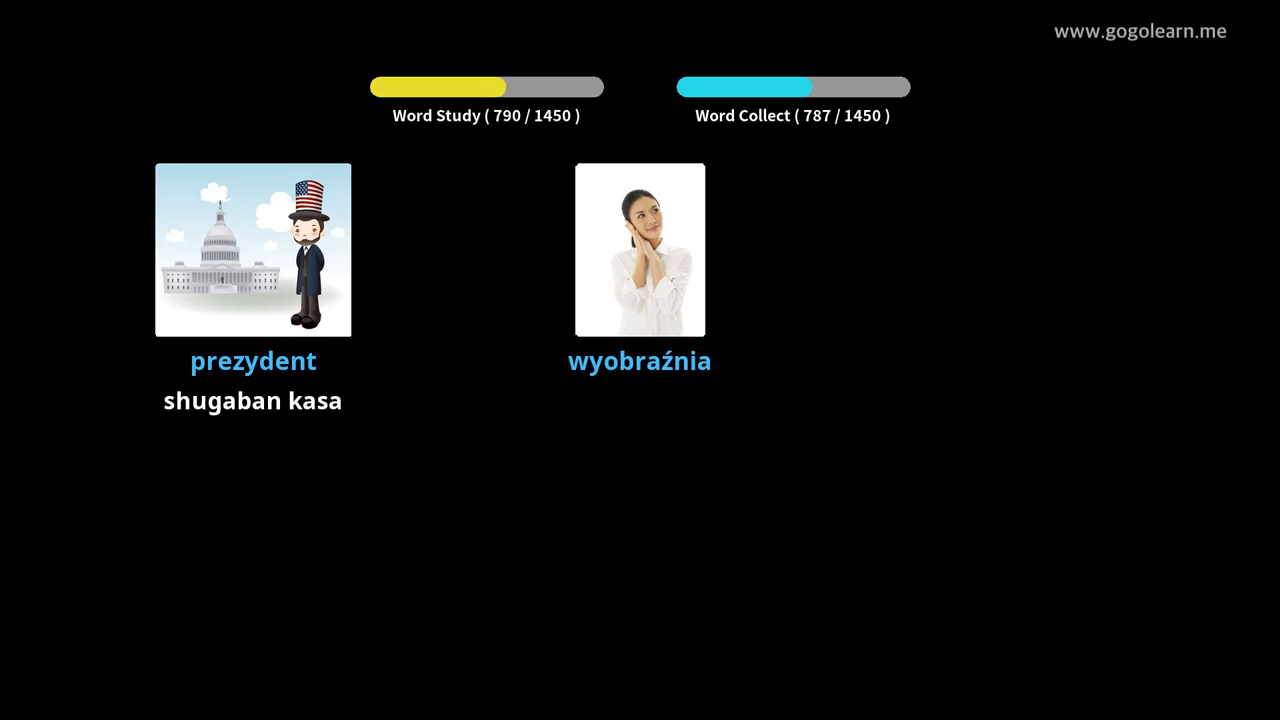 www.gogolearn.me
Word Study ( 790 / 1450 )
Word Collect ( 787 / 1450 )
prezydent
shugaban kasa
wyobraźnia